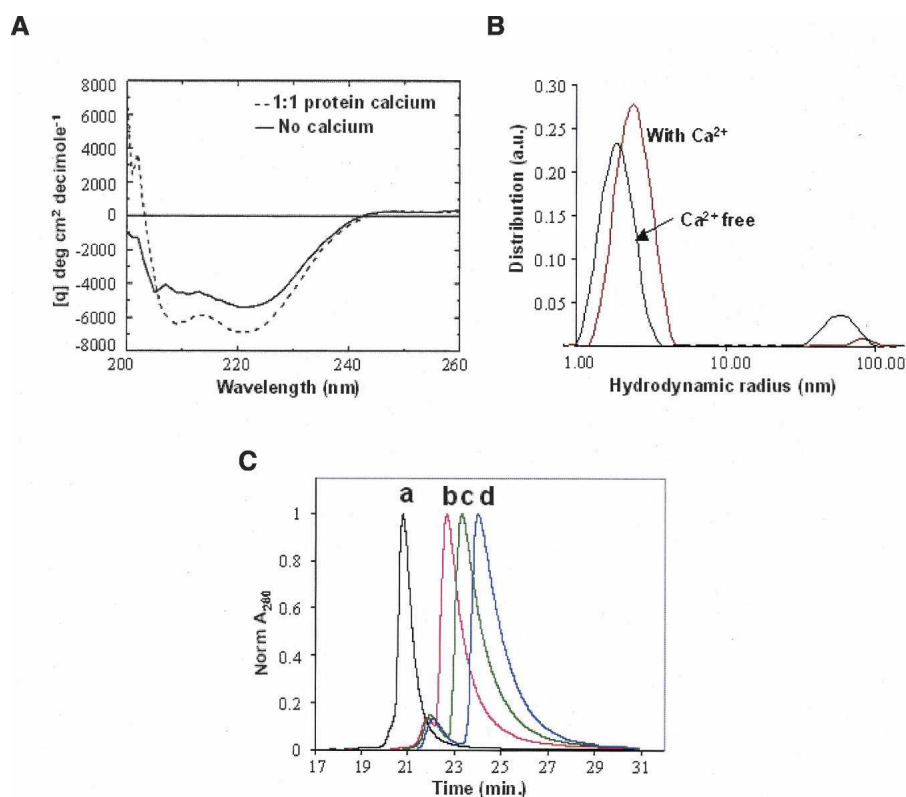 A
8000
6000
4000
2000
0
-2000
-4000
-6000
-8000
[q] deg cm² decimole⁻¹
1:1 protein calcium
No calcium
200
220
240
260
Wavelength (nm)
B
0.30
0.25
0.20
0.15
0.10
0.05
Distribution (a.u.)
With Ca²⁺
Ca²⁺ free
1.00
10.00
100.00
Hydrodynamic radius (nm)
C
a
b
c
d
1
0.8
0.6
0.4
0.2
0
Norm A₂₈₀
17
19
21
23
25
27
29
31
Time (min.)